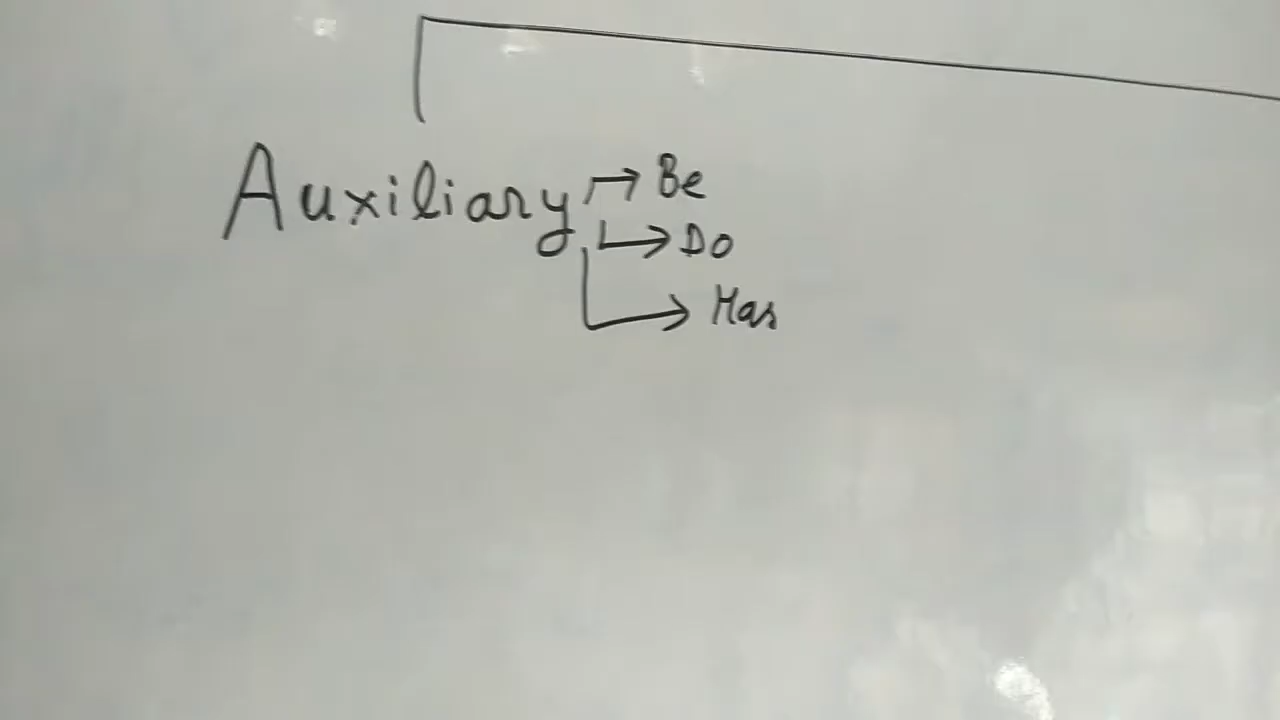 Auxiliary → Be
→ Do
→ Has